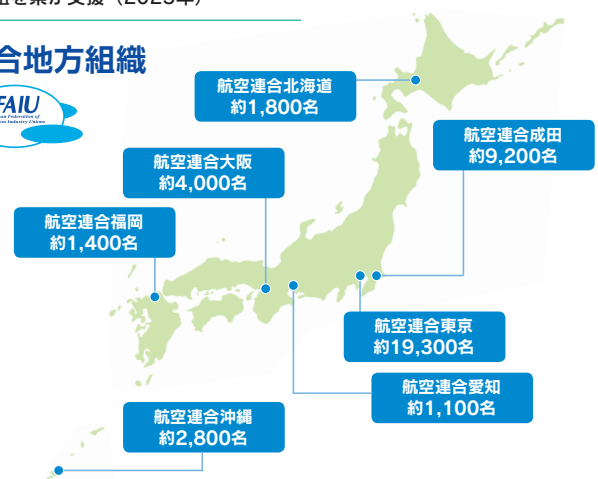 合地方組織
FAIU
航空連合北海道
約1,800名
航空連合成田
約9,200名
航空連合大阪
約4,000名
航空連合福岡
約1,400名
航空連合東京
約19,300名
航空連合愛知
約1,100名
航空連合沖縄
約2,800名